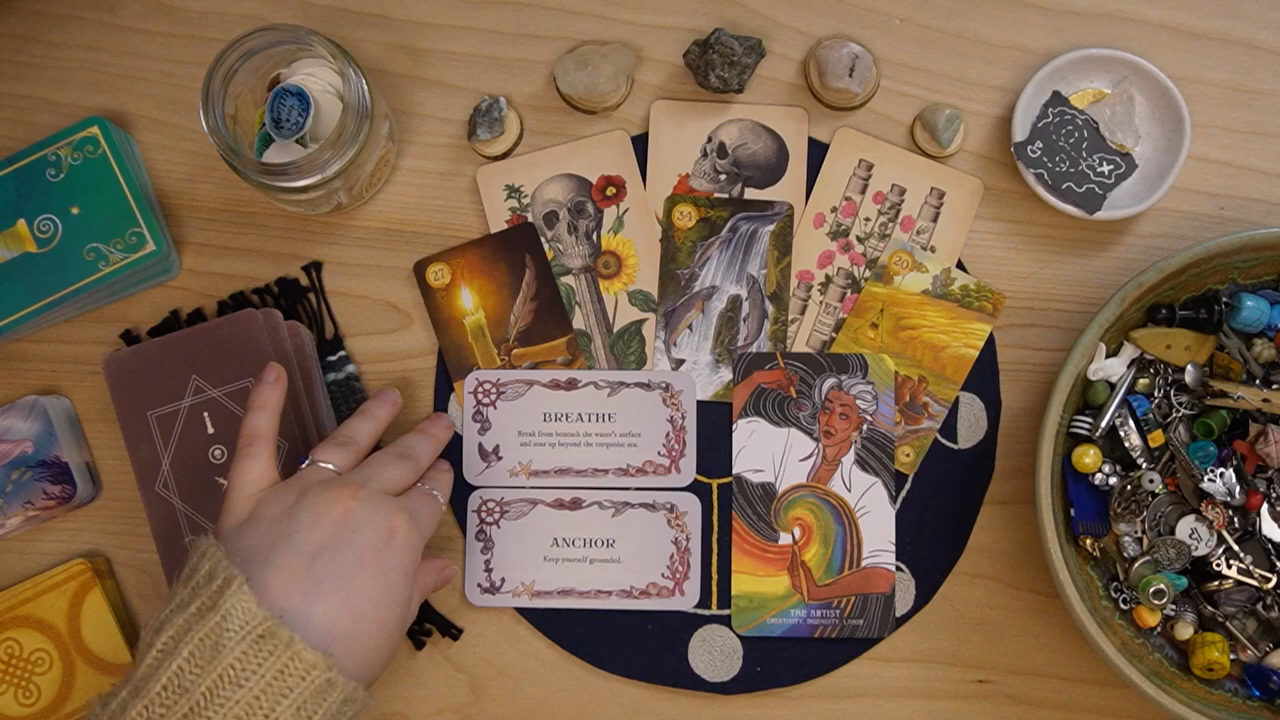 34
27
20
BREATHE
Break from beneath the water's surface
and soar up beyond the turquoise sea.
ANCHOR
Keep yourself grounded.
THE ARTIST
CREATIVITY, INGENUITY, LABOR